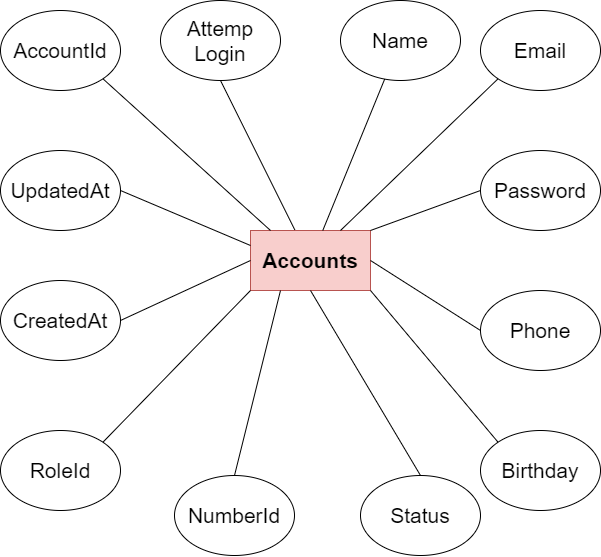 AccountId
Attemp
Login
Name
Email
UpdatedAt
Password
Accounts
CreatedAt
Phone
RoleId
NumberId
Status
Birthday